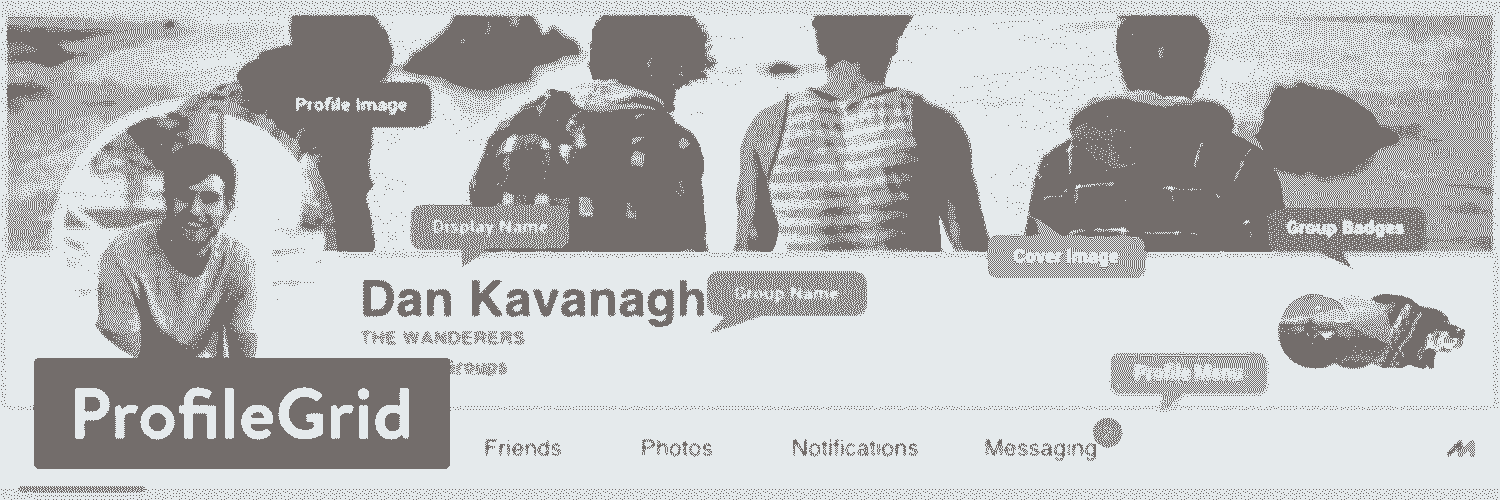 Profile Image
Display Name
Group Badges
Cover Image
Dan Kavanagh
Group Name
THE WANDERERS
Groups
Profile Menu
ProfileGrid
Friends
Photos
Notifications
Messaging